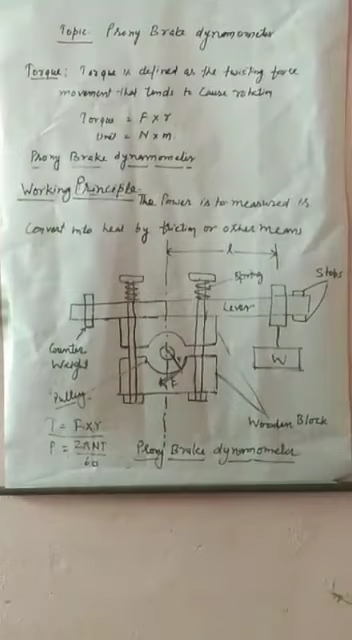 Topic Prony Brake dynamometer
Torque: Torque is defined as the twisting force
movement that tends to cause rotation
Torque = F x r
Unit = N x m
Prony Brake dynamometer
Working Principle
The Power is to measured is
Convert into heat by friction or other means
l
Spring
Stops
Lever
Counter
Weight
W
Pulley
Wooden Block
T = F x r
P = 2πNT
60
Prony Brake dynamometer